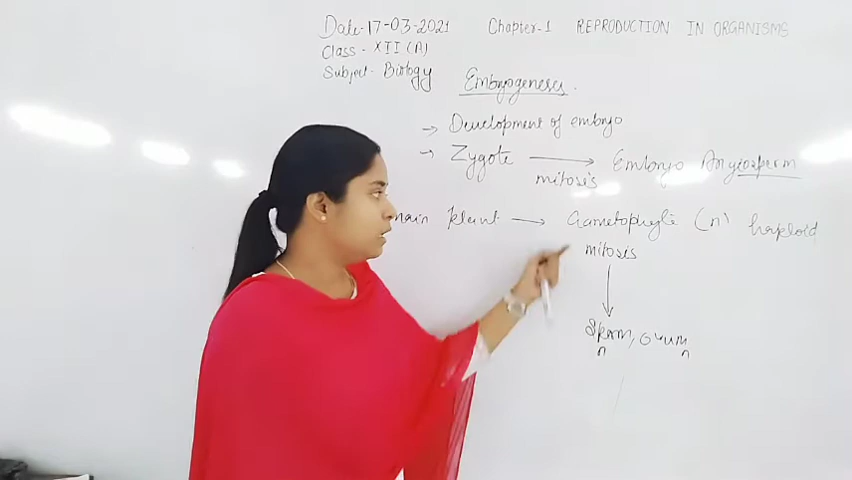 Date-17-03-2021 Chapter-1 REPRODUCTION IN ORGANISMS
Class - XII (A)
Subject- Biology
Embryogenesis.
→ Development of embryo
→ Zygote → Embryo Angiosperm
mitosis
main plant → Gametophyte (n) haploid
mitosis
↓
Sperm, ovum
n n